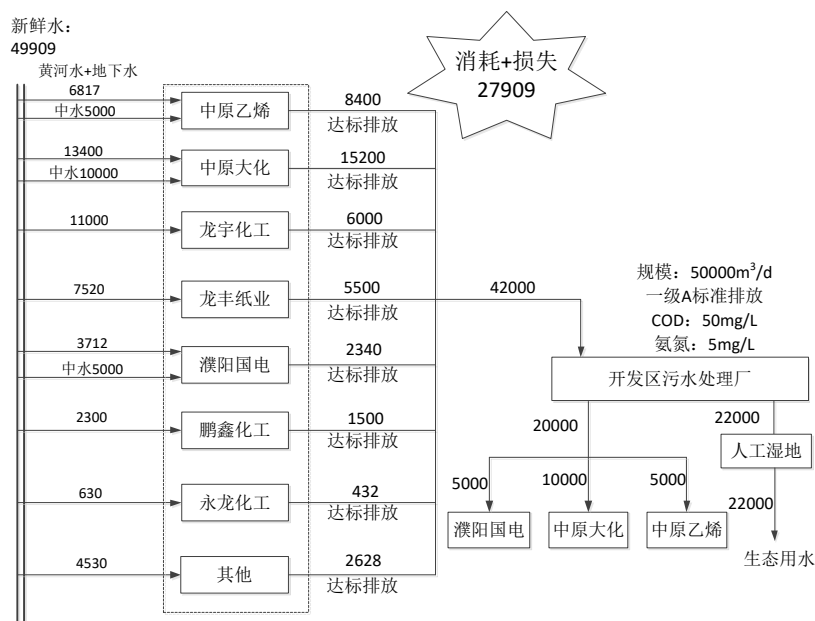 新鲜水：
49909
黄河水+地下水
消耗+损失
27909
6817
中水5000
中原乙烯
8400
达标排放
13400
中水10000
中原大化
15200
达标排放
11000
龙宇化工
6000
达标排放
7520
龙丰纸业
5500
达标排放
42000
规模：50000m³/d
一级A标准排放
COD：50mg/L
氨氮：5mg/L
3712
中水5000
濮阳国电
2340
达标排放
开发区污水处理厂
2300
鹏鑫化工
1500
达标排放
20000
22000
人工湿地
630
永龙化工
432
达标排放
5000
10000
5000
22000
濮阳国电
中原大化
中原乙烯
生态用水
4530
其他
2628
达标排放